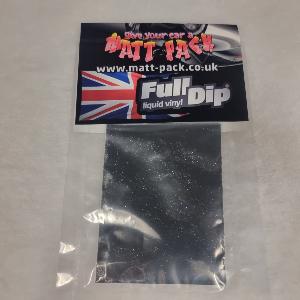 Give your car a
MATT PACK
www.matt-pack.co.uk
Full
Dip
liquid vinyl